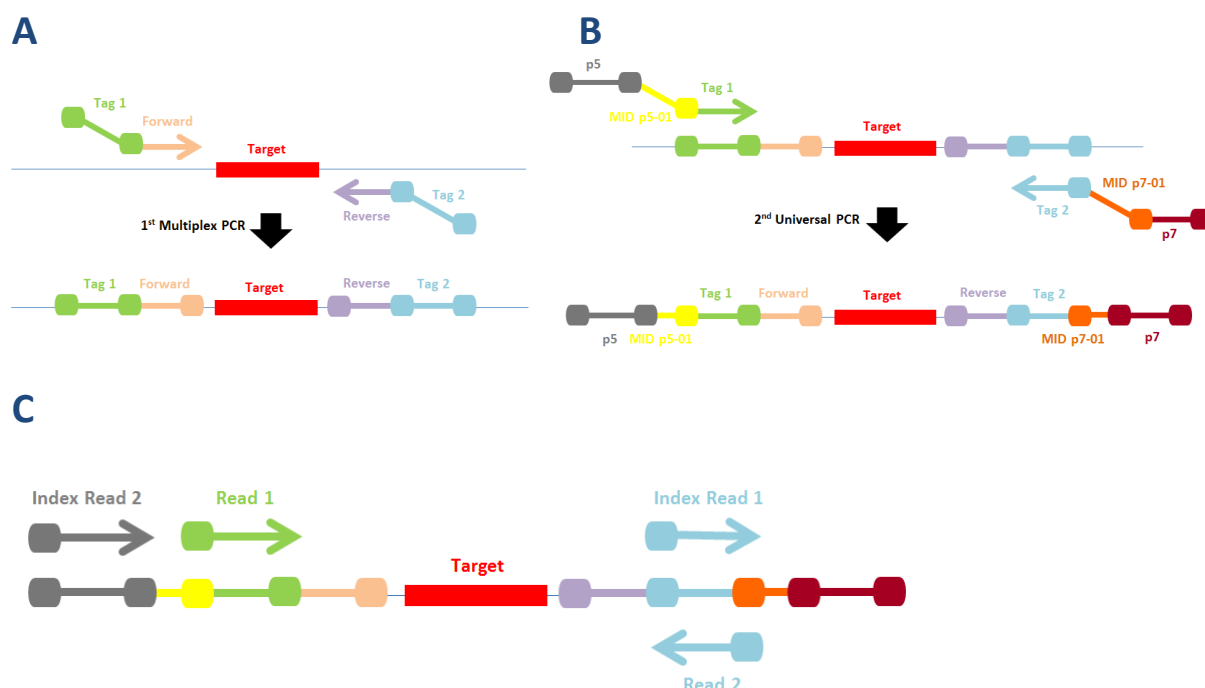 A
Tag 1
Forward
Target
Reverse
Tag 2
1st Multiplex PCR
Tag 1
Forward
Target
Reverse
Tag 2
B
p5
Tag 1
MID p5-01
Target
MID p7-01
Tag 2
p7
2nd Universal PCR
Tag 1
Forward
Target
Reverse
Tag 2
p5
MID p5-01
MID p7-01
p7
C
Index Read 2
Read 1
Index Read 1
Target
Read 2